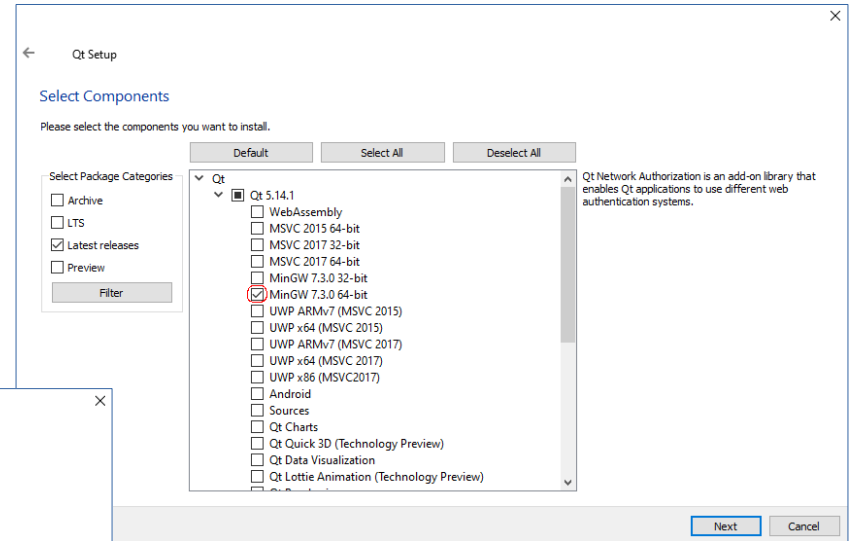 Qt Setup
Select Components
Please select the components you want to install.
Default
Select All
Deselect All
Select Package Categories
Archive
LTS
Latest releases
Preview
Filter
Qt
Qt 5.14.1
WebAssembly
MSVC 2015 64-bit
MSVC 2017 32-bit
MSVC 2017 64-bit
MinGW 7.3.0 32-bit
MinGW 7.3.0 64-bit
UWP ARMv7 (MSVC 2015)
UWP x64 (MSVC 2015)
UWP ARMv7 (MSVC 2017)
UWP x64 (MSVC 2017)
UWP x86 (MSVC2017)
Android
Sources
Qt Charts
Qt Quick 3D (Technology Preview)
Qt Data Visualization
Qt Lottie Animation (Technology Preview)
Qt Network Authorization is an add-on library that
enables Qt applications to use different web
authentication systems.
Next
Cancel